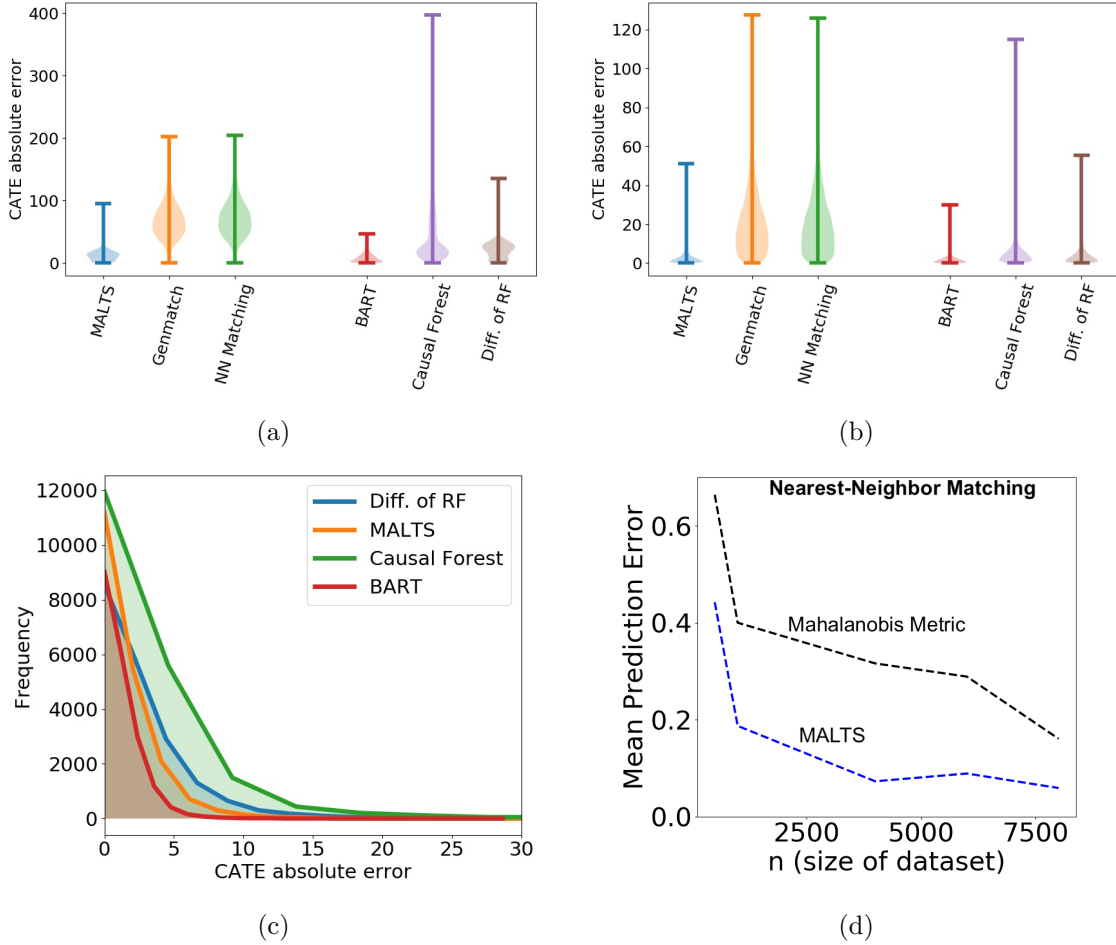 CATE absolute error
400
300
200
100
0
MALTS
Genmatch
NN Matching
BART
Causal Forest
Diff. of RF
(a)
CATE absolute error
120
100
80
60
40
20
0
MALTS
Genmatch
NN Matching
BART
Causal Forest
Diff. of RF
(b)
Frequency
12000
10000
8000
6000
4000
2000
0
Diff. of RF
MALTS
Causal Forest
BART
0 5 10 15 20 25 30
CATE absolute error
(c)
Nearest-Neighbor Matching
Mean Prediction Error
0.6
0.4
0.2
0.0
Mahalanobis Metric
MALTS
2500 5000 7500
n (size of dataset)
(d)